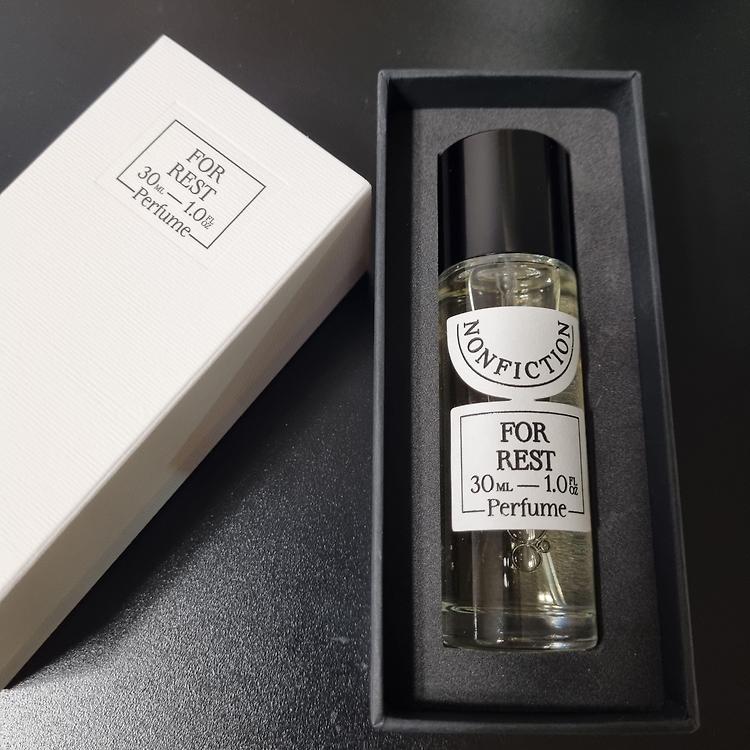 FOR
REST
30ML — 1.0 FL OZ
Perfume
NONFICTION
FOR
REST
30ML — 1.0 FL OZ
Perfume